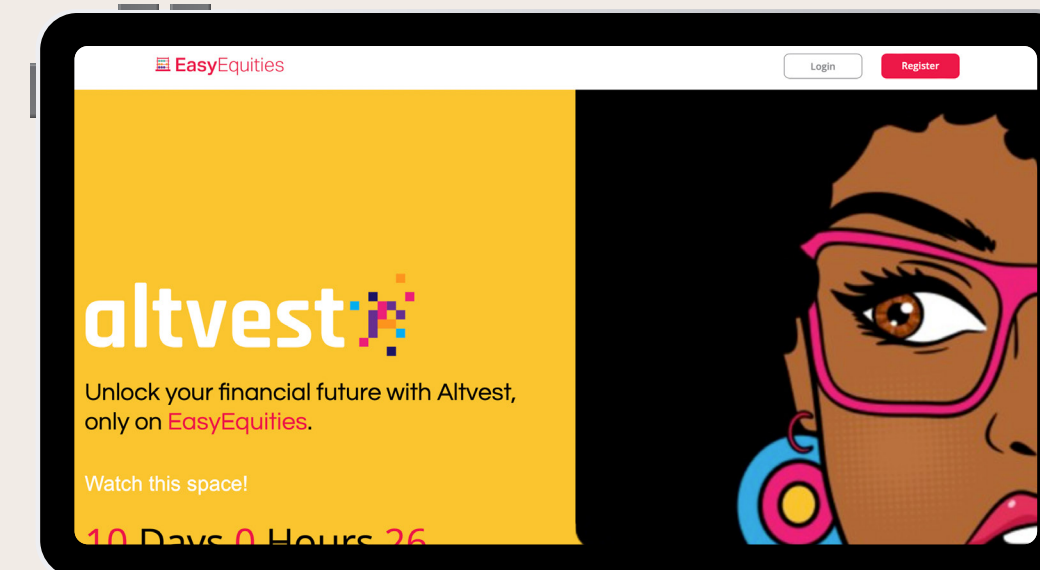 EasyEquities
Login
Register
altvest
Unlock your financial future with Altvest,
only on EasyEquities.
Watch this space!
10 Days 0 Hours 26